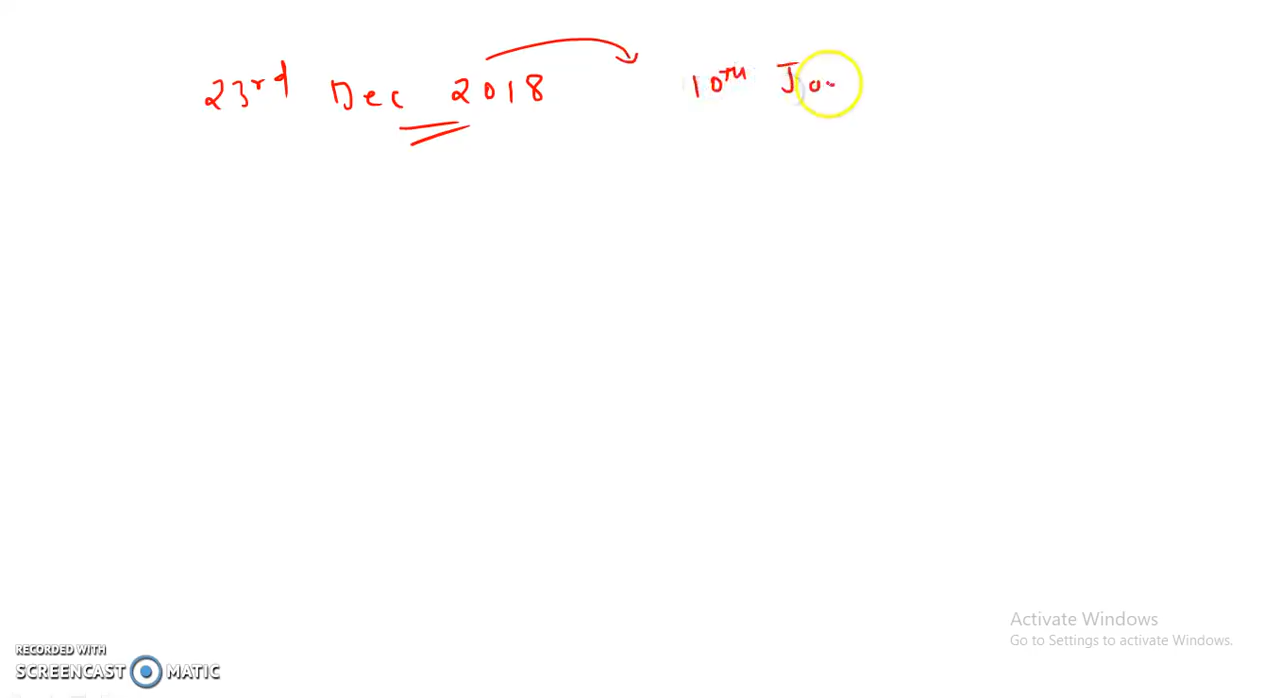 23rd Dec 2018 10TH
Activate Windows
Go to Settings to activate Windows.
RECORDED WITH
SCREENCAST MATIC